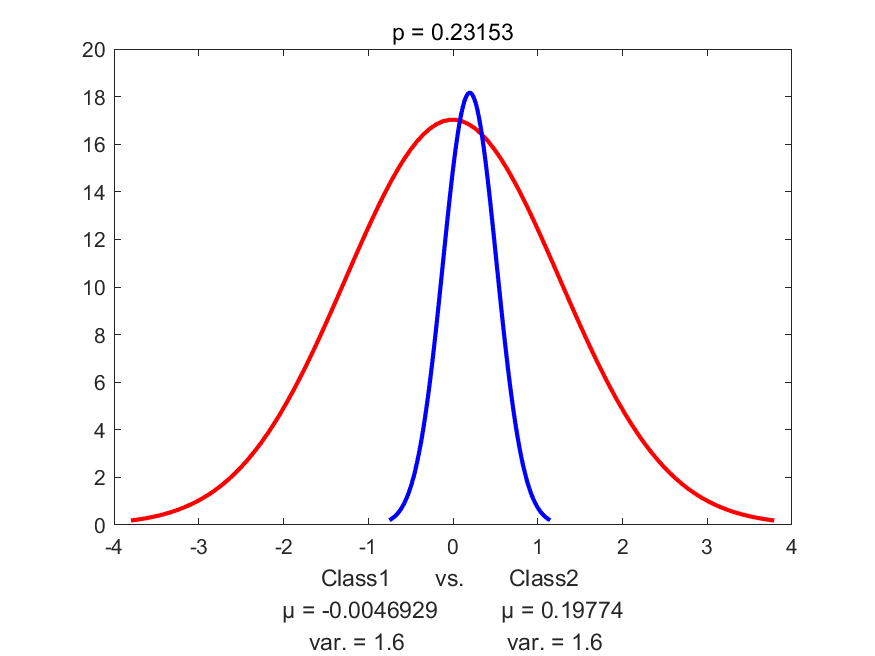 p = 0.23153
20
18
16
14
12
10
8
6
4
2
0
-4 -3 -2 -1 0 1 2 3 4
Class1 vs. Class2
μ = -0.0046929 μ = 0.19774
var. = 1.6 var. = 1.6